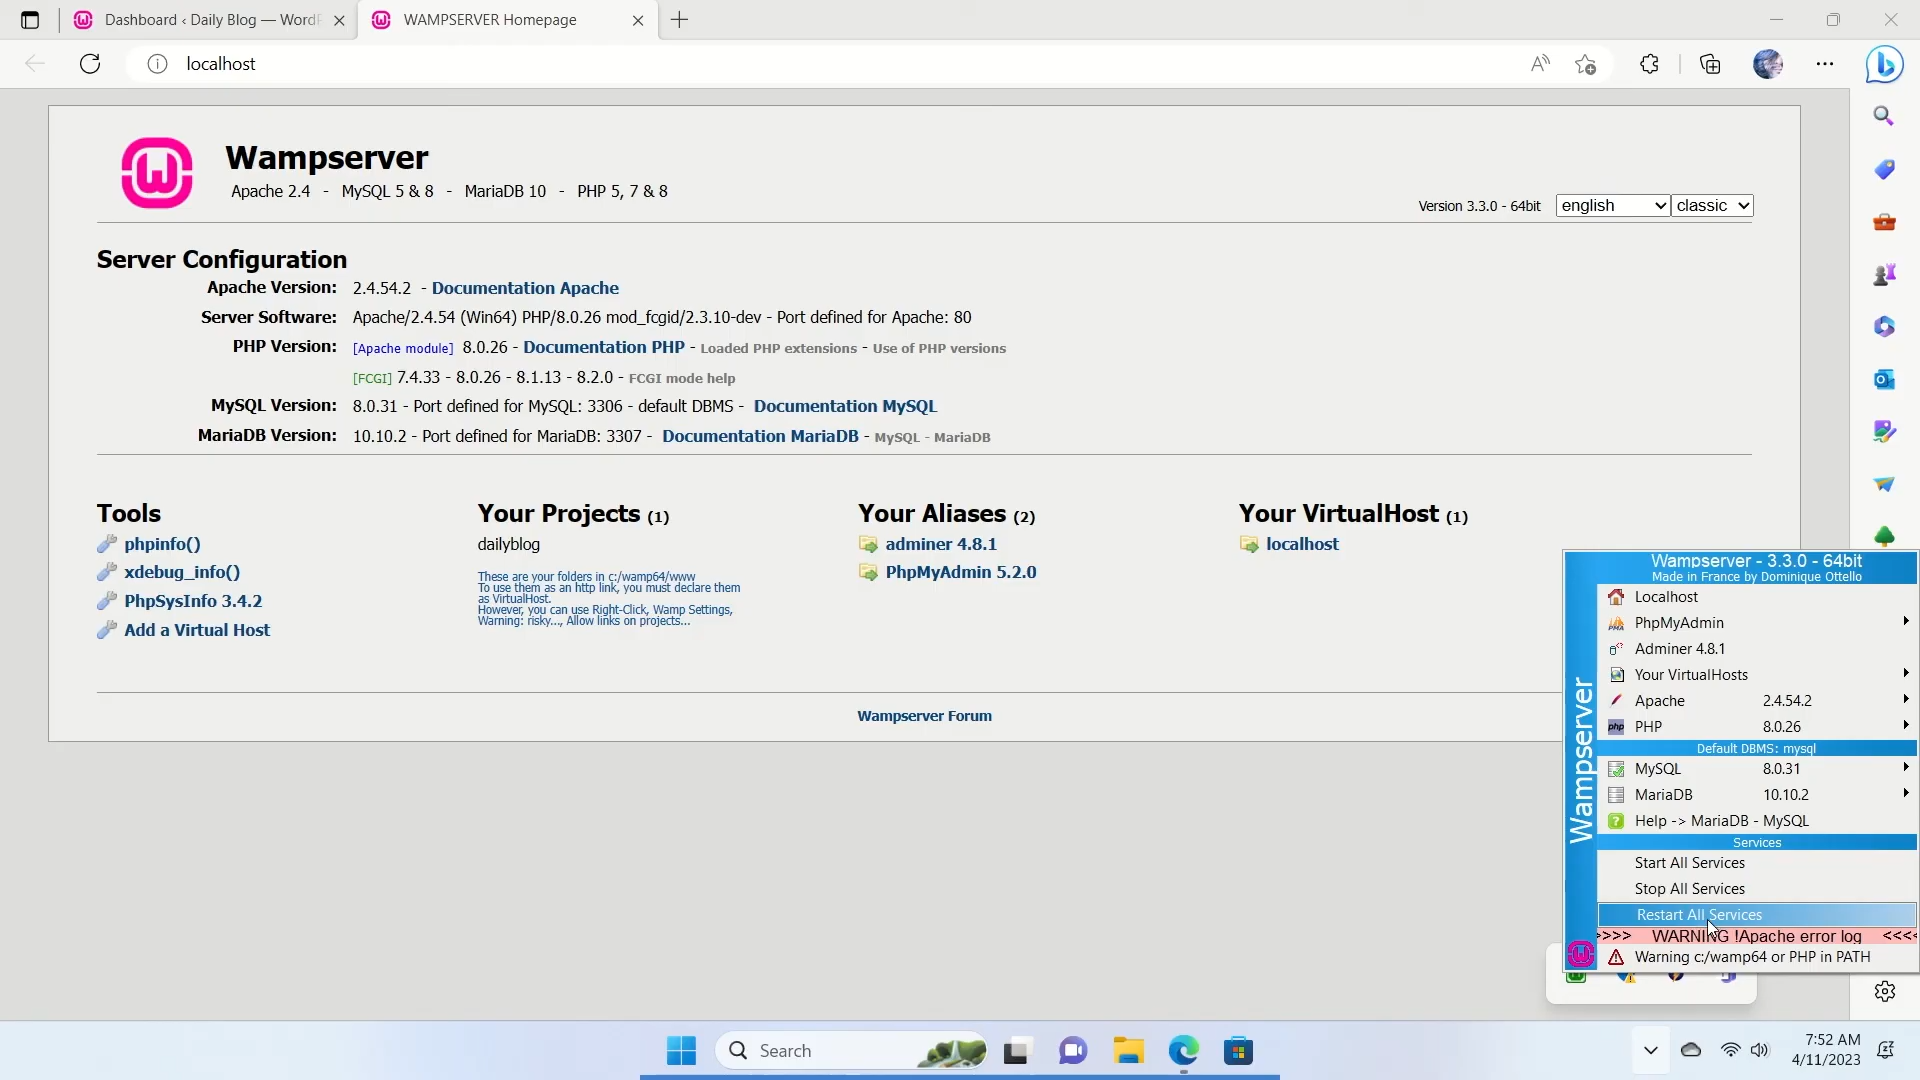 Dashboard ‹ Daily Blog — WordP
WAMPSERVER Homepage
localhost
Wampserver
Apache 2.4 - MySQL 5 & 8 - MariaDB 10 - PHP 5, 7 & 8
Version 3.3.0 - 64bit english classic
Server Configuration
Apache Version: 2.4.54.2 - Documentation Apache
Server Software: Apache/2.4.54 (Win64) PHP/8.0.26 mod_fcgid/2.3.10-dev - Port defined for Apache: 80
PHP Version: [Apache module] 8.0.26 - Documentation PHP - Loaded PHP extensions - Use of PHP versions
[FCGI] 7.4.33 - 8.0.26 - 8.1.13 - 8.2.0 - FCGI mode help
MySQL Version: 8.0.31 - Port defined for MySQL: 3306 - default DBMS - Documentation MySQL
MariaDB Version: 10.10.2 - Port defined for MariaDB: 3307 - Documentation MariaDB - MySQL - MariaDB
Tools
phpinfo()
xdebug_info()
PhpSysInfo 3.4.2
Add a Virtual Host
Your Projects (1)
dailyblog
These are your folders in c:/wamp64/www
To use them as an http link, you must declare them
as VirtualHost.
However, you can use Right-Click, Wamp Settings,
Warning: risky..., Allow links on projects...
Your Aliases (2)
adminer 4.8.1
PhpMyAdmin 5.2.0
Your VirtualHost (1)
localhost
Wampserver Forum
Wampserver - 3.3.0 - 64bit
Made in France by Dominique Ottello
Wampserver
Localhost
PhpMyAdmin
Adminer 4.8.1
Your VirtualHosts
Apache 2.4.54.2
PHP 8.0.26
Default DBMS: mysql
MySQL 8.0.31
MariaDB 10.10.2
Help -> MariaDB - MySQL
Services
Start All Services
Stop All Services
Restart All Services
>>>> WARNING !Apache error log <<<<
Warning c:/wamp64 or PHP in PATH
Search
7:52 AM
4/11/2023